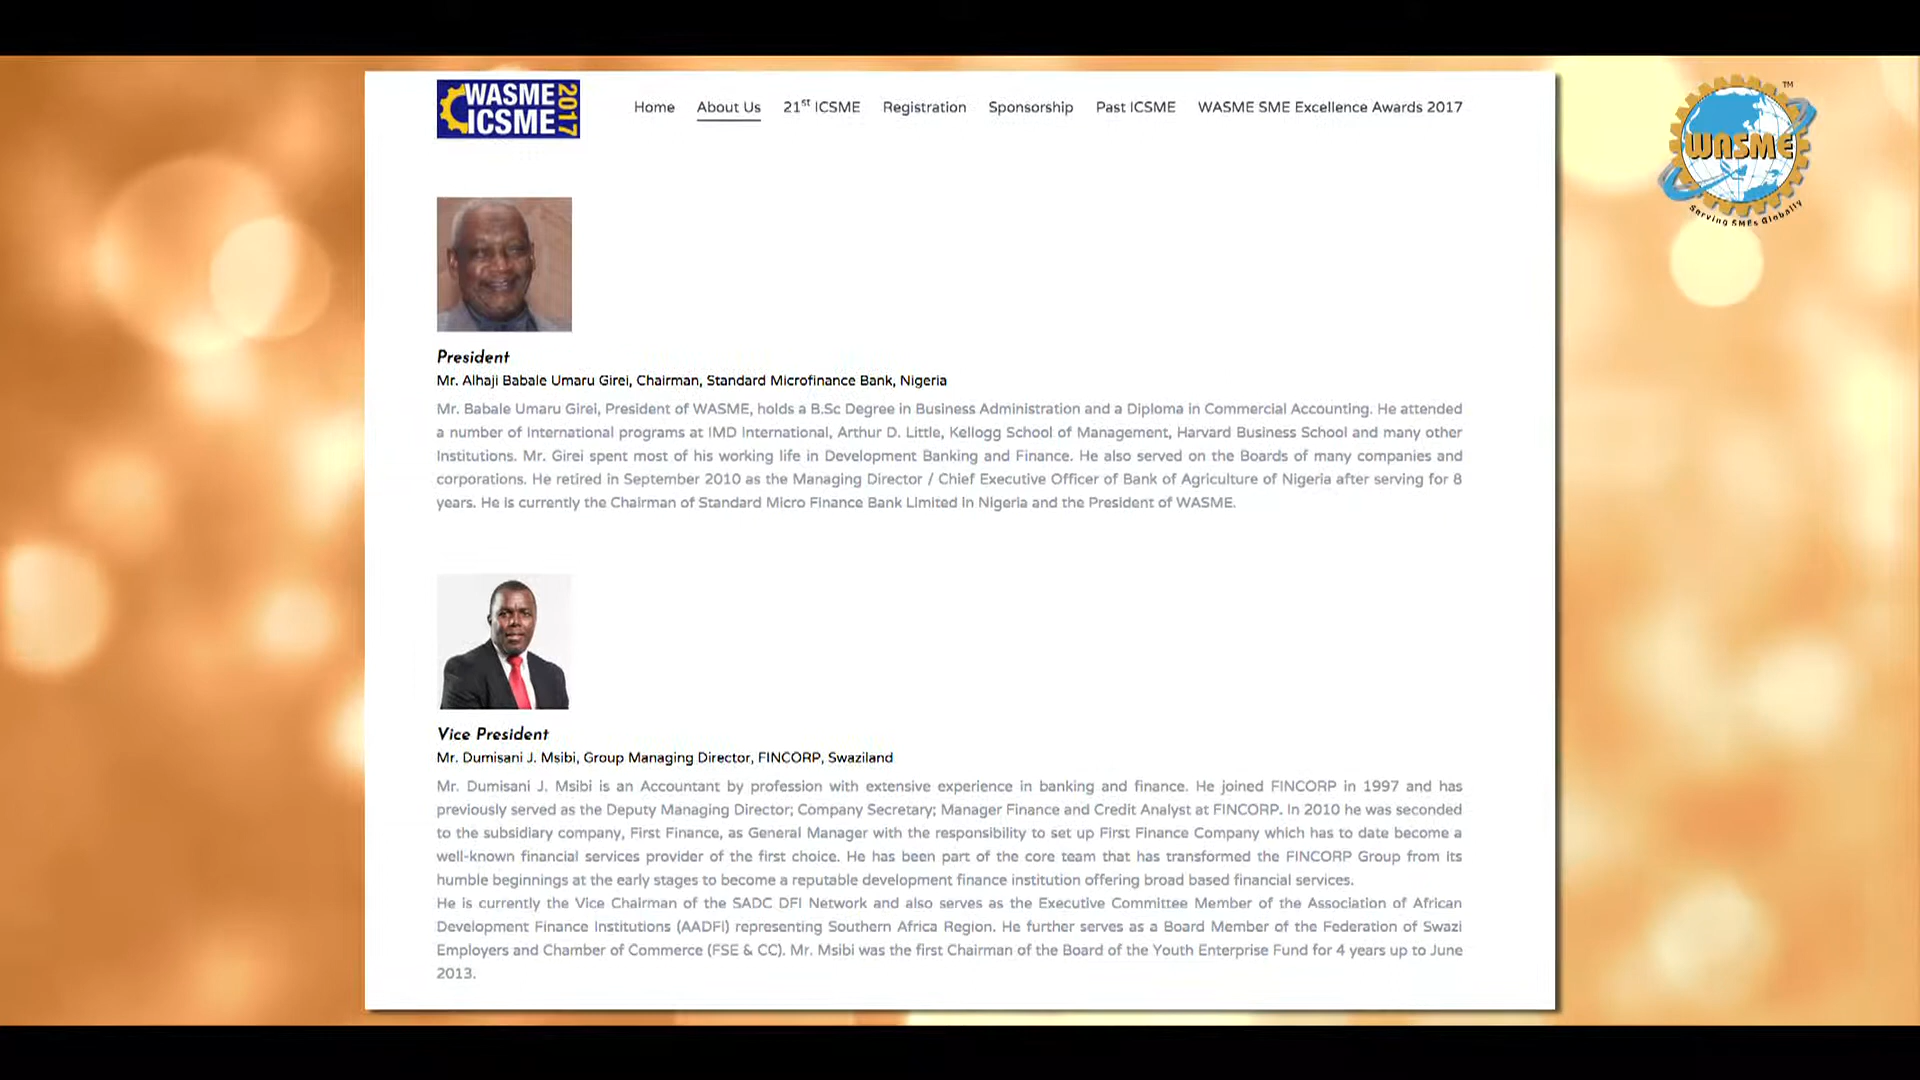 WASME
ICSME
2017
Home About Us 21st ICSME Registration Sponsorship Past ICSME WASME SME Excellence Awards 2017
TM
WASME
Serving SMEs Globally
President
Mr. Alhaji Babale Umaru Girei, Chairman, Standard Microfinance Bank, Nigeria
Mr. Babale Umaru Girei, President of WASME, holds a B.Sc Degree in Business Administration and a Diploma in Commercial Accounting. He attended
a number of International programs at IMD International, Arthur D. Little, Kellogg School of Management, Harvard Business School and many other
Institutions. Mr. Girei spent most of his working life in Development Banking and Finance. He also served on the Boards of many companies and
corporations. He retired in September 2010 as the Managing Director / Chief Executive Officer of Bank of Agriculture of Nigeria after serving for 8
years. He is currently the Chairman of Standard Micro Finance Bank Limited in Nigeria and the President of WASME.
Vice President
Mr. Dumisani J. Msibi, Group Managing Director, FINCORP, Swaziland
Mr. Dumisani J. Msibi is an Accountant by profession with extensive experience in banking and finance. He joined FINCORP in 1997 and has
previously served as the Deputy Managing Director; Company Secretary; Manager Finance and Credit Analyst at FINCORP. In 2010 he was seconded
to the subsidiary company, First Finance, as General Manager with the responsibility to set up First Finance Company which has to date become a
well-known financial services provider of the first choice. He has been part of the core team that has transformed the FINCORP Group from its
humble beginnings at the early stages to become a reputable development finance institution offering broad based financial services.
He is currently the Vice Chairman of the SADC DFI Network and also serves as the Executive Committee Member of the Association of African
Development Finance Institutions (AADFI) representing Southern Africa Region. He further serves as a Board Member of the Federation of Swazi
Employers and Chamber of Commerce (FSE & CC). Mr. Msibi was the first Chairman of the Board of the Youth Enterprise Fund for 4 years up to June
2013.